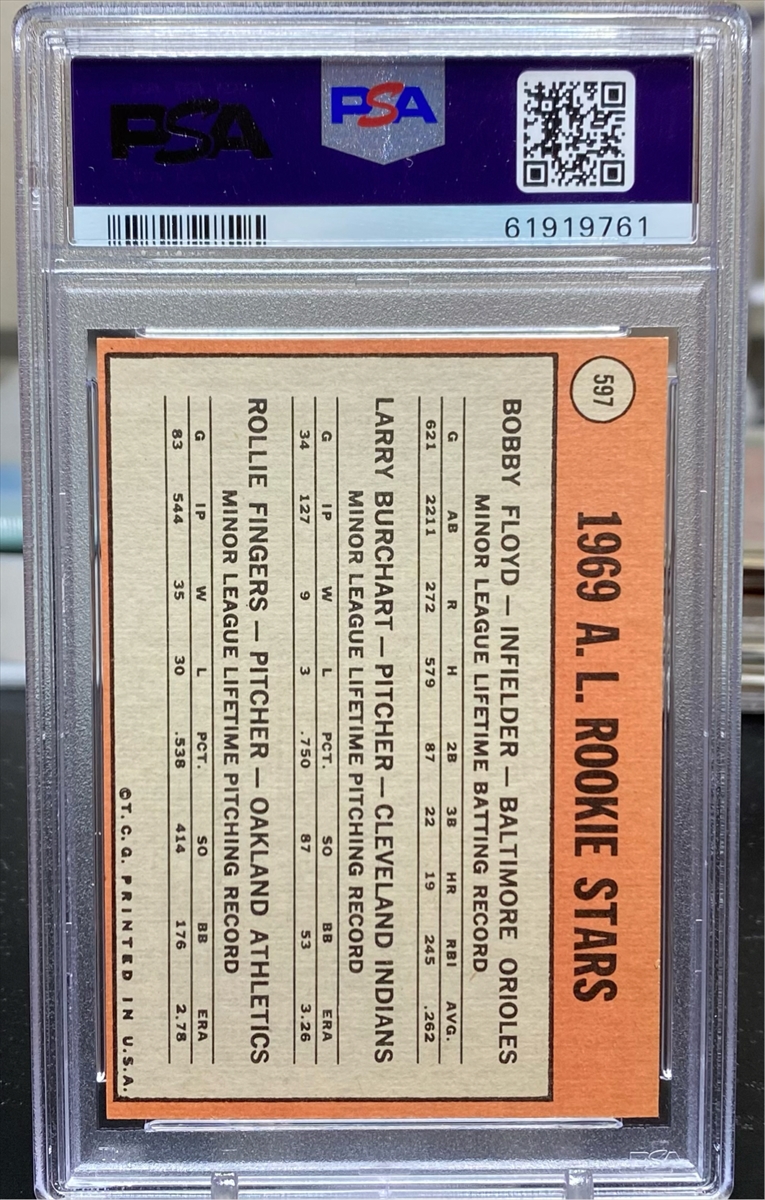 PSA
PSA
61919761
597
1969 A. L. ROOKIE STARS
BOBBY FLOYD — INFIELDER — BALTIMORE ORIOLES
MINOR LEAGUE LIFETIME BATTING RECORD
G AB R H 2B 3B HR RBI AVG.
621 2211 272 579 87 22 19 245 .262
LARRY BURCHART — PITCHER — CLEVELAND INDIANS
MINOR LEAGUE LIFETIME PITCHING RECORD
G IP W L PCT. SO BB ERA
34 127 9 3 .750 87 53 3.26
ROLLIE FINGERS — PITCHER — OAKLAND ATHLETICS
MINOR LEAGUE LIFETIME PITCHING RECORD
G IP W L PCT. SO BB ERA
83 544 35 30 .538 414 176 2.78
©T. C. G. PRINTED IN U.S.A.
PSA